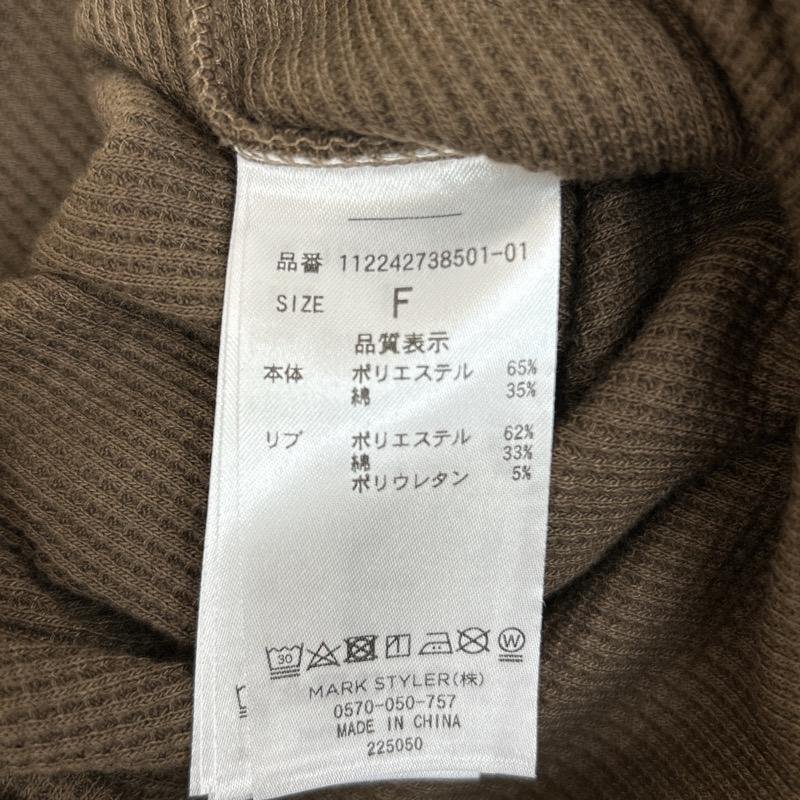 品番 112242738501-01
SIZE F
品質表示
本体 ポリエステル 65%
綿 35%
リブ ポリエステル 62%
綿 33%
ポリウレタン 5%
30 W
MARK STYLER(株)
0570-050-757
MADE IN CHINA
225050